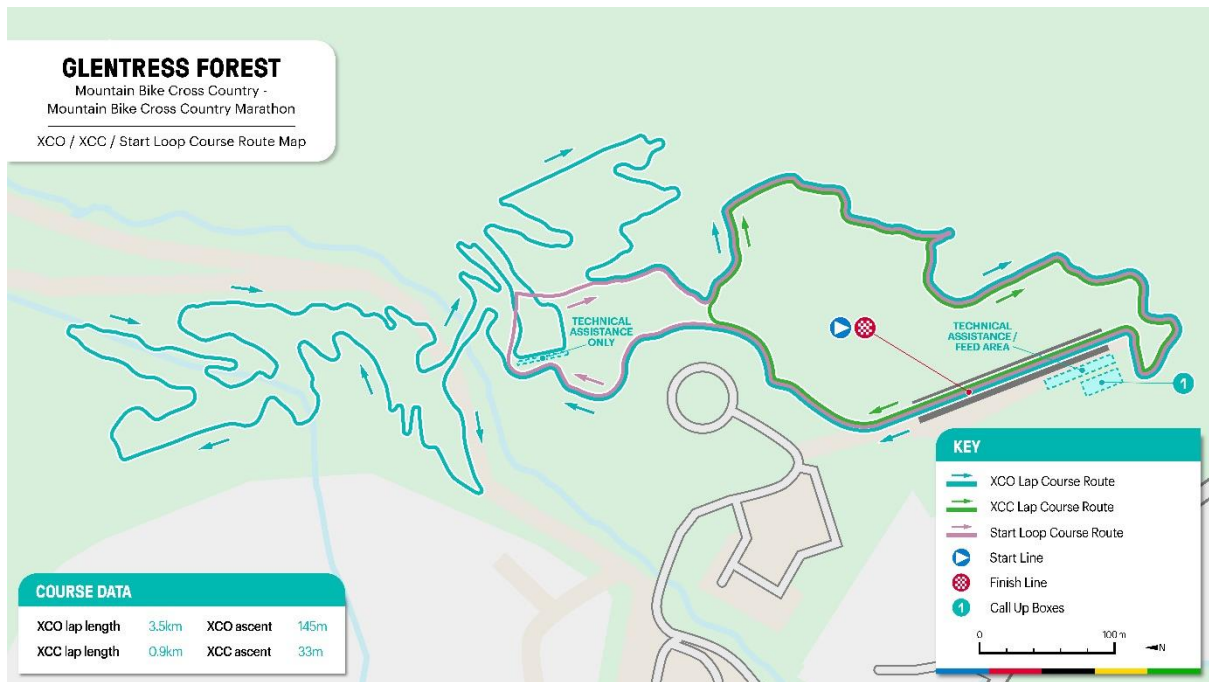 GLENTRESS FOREST
Mountain Bike Cross Country -
Mountain Bike Cross Country Marathon
XCO / XCC / Start Loop Course Route Map
TECHNICAL
ASSISTANCE
ONLY
TECHNICAL
ASSISTANCE /
FEED AREA
1
KEY
XCO Lap Course Route
XCC Lap Course Route
Start Loop Course Route
Start Line
Finish Line
1 Call Up Boxes
0 100m
N
COURSE DATA
XCO lap length 3.5km XCO ascent 145m
XCC lap length 0.9km XCC ascent 33m